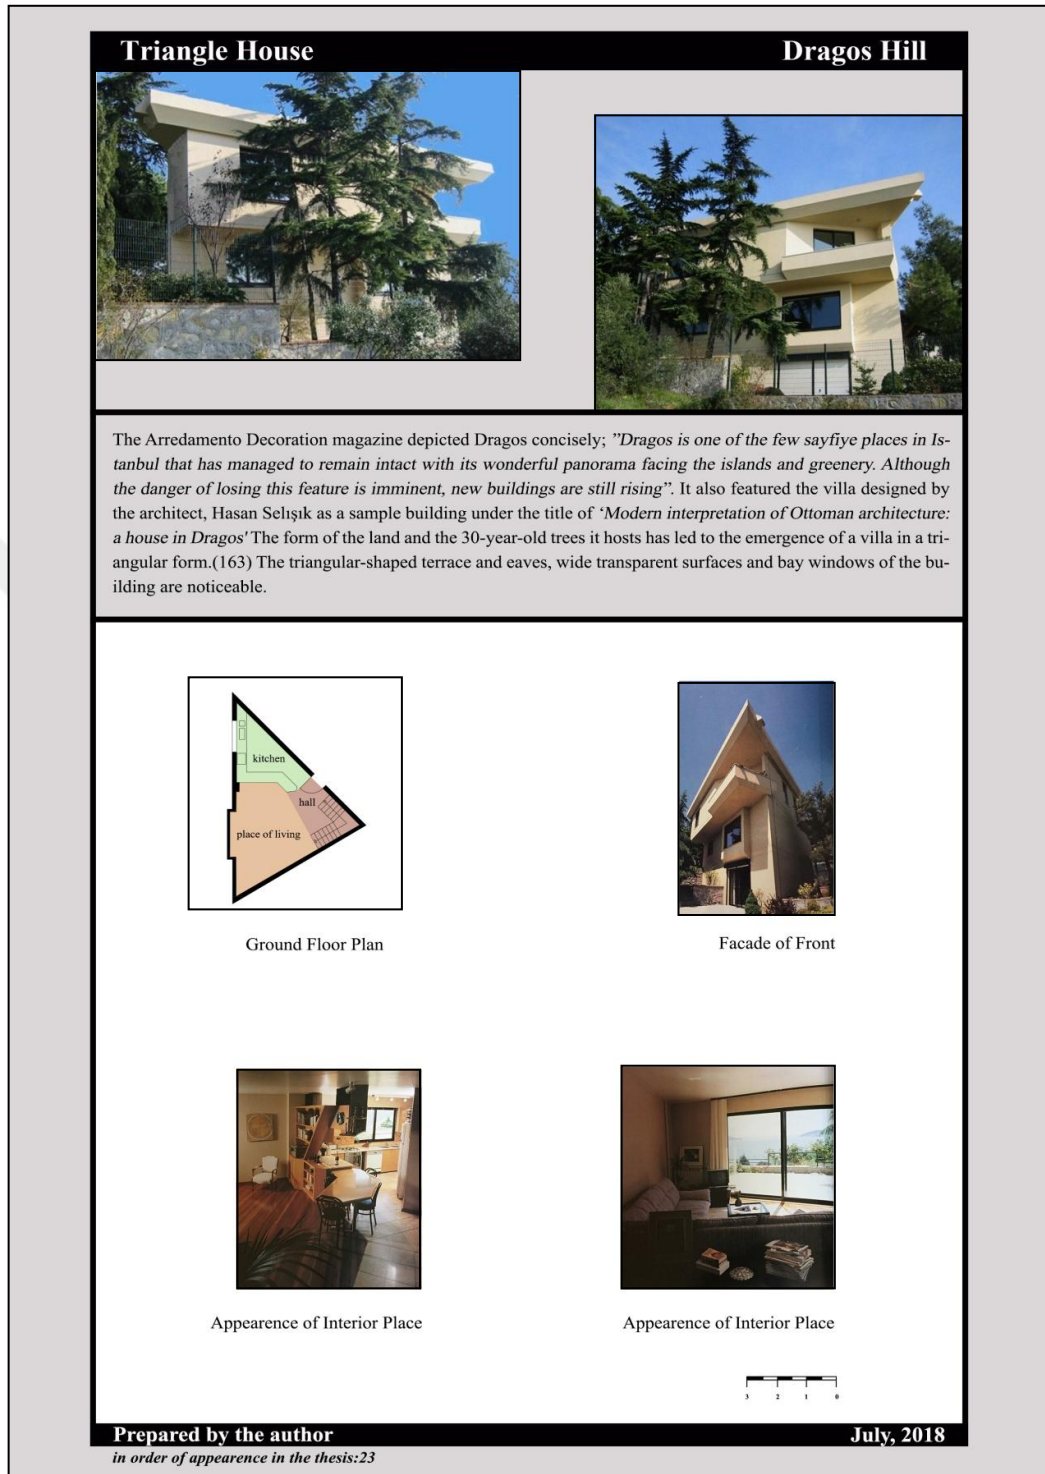 Triangle House Dragos Hill
The Arredamento Decoration magazine depicted Dragos concisely; ”Dragos is one of the few sayfiye places in Is-
tanbul that has managed to remain intact with its wonderful panorama facing the islands and greenery. Although
the danger of losing this feature is imminent, new buildings are still rising”. It also featured the villa designed by
the architect, Hasan Selışık as a sample building under the title of ‘Modern interpretation of Ottoman architecture:
a house in Dragos' The form of the land and the 30-year-old trees it hosts has led to the emergence of a villa in a tri-
angular form.(163) The triangular-shaped terrace and eaves, wide transparent surfaces and bay windows of the bu-
ilding are noticeable.
kitchen
hall
place of living
Ground Floor Plan
Facade of Front
Appearence of Interior Place
Appearence of Interior Place
3 2 1 0
Prepared by the author July, 2018
in order of appearence in the thesis:23